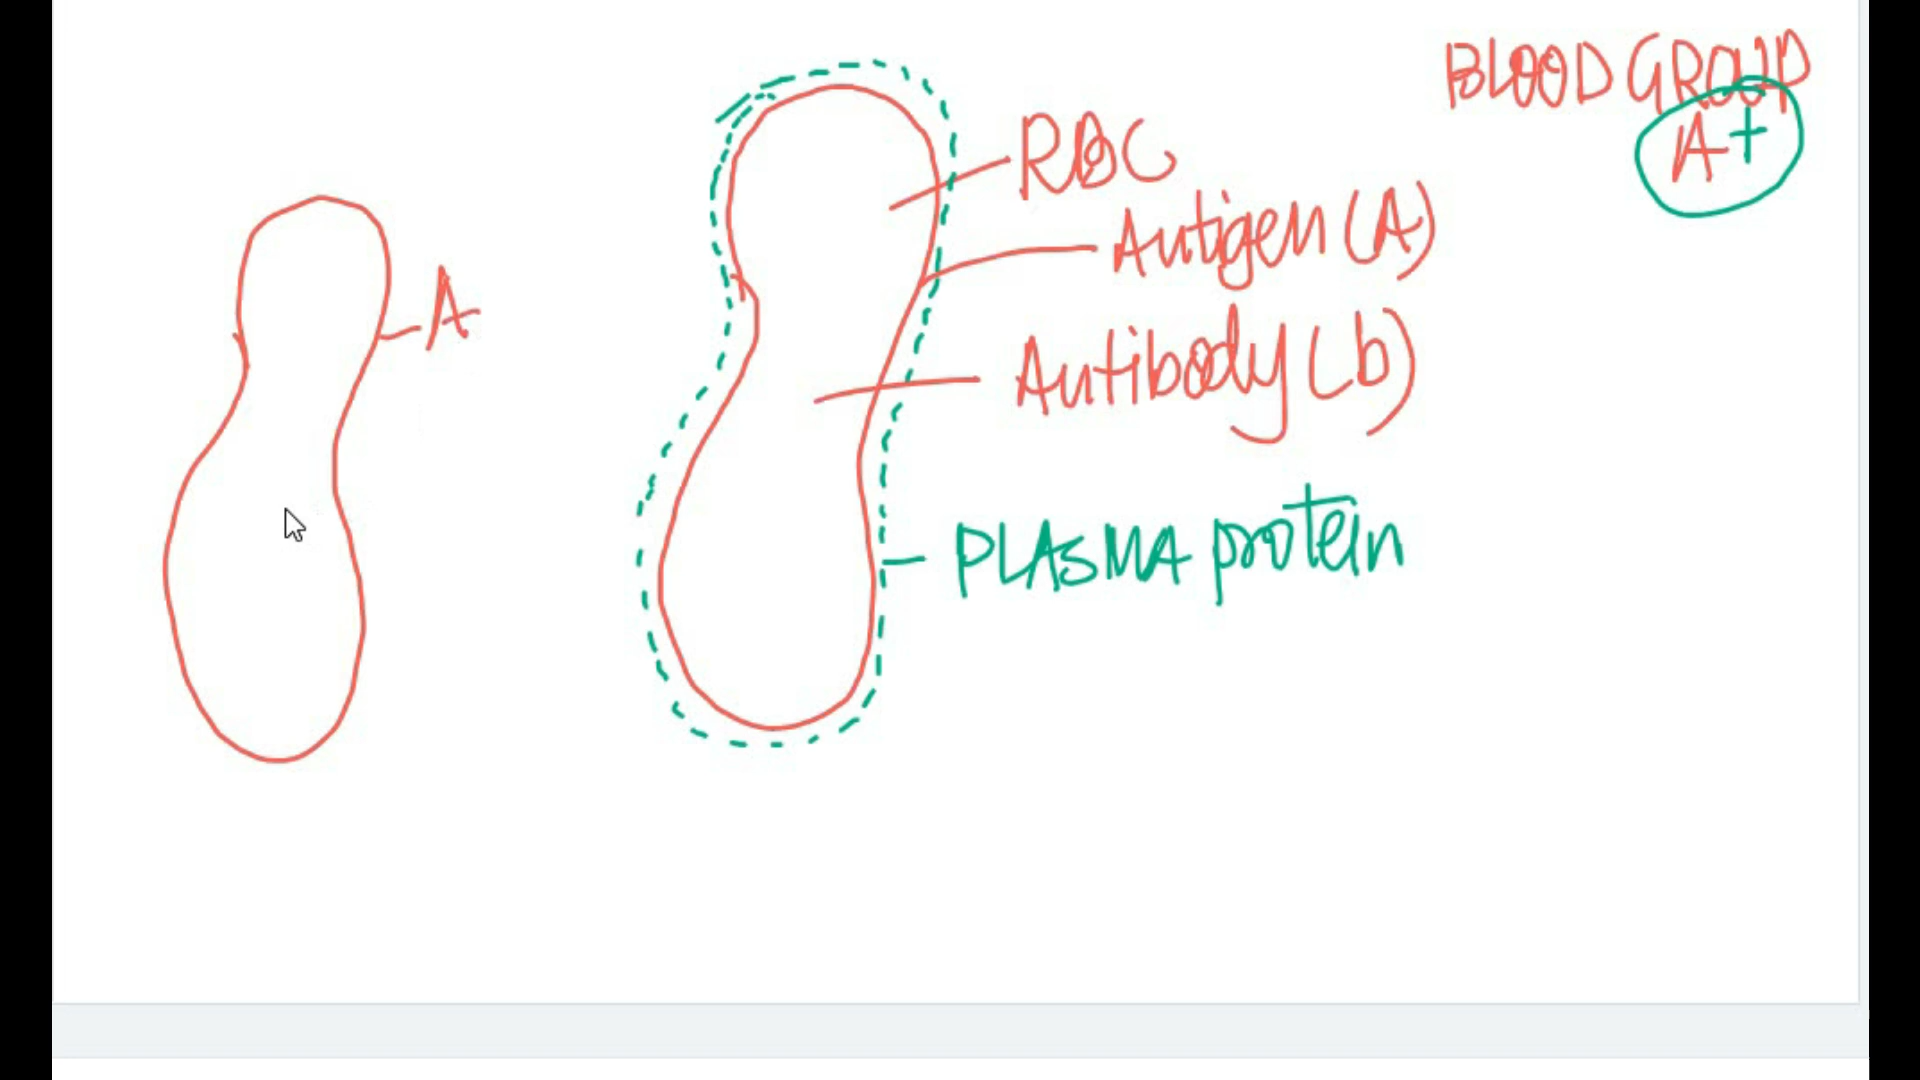 BLOOD GROUP
A+
RBC
Antigen (A)
A
Antibody (b)
PLASMA protein